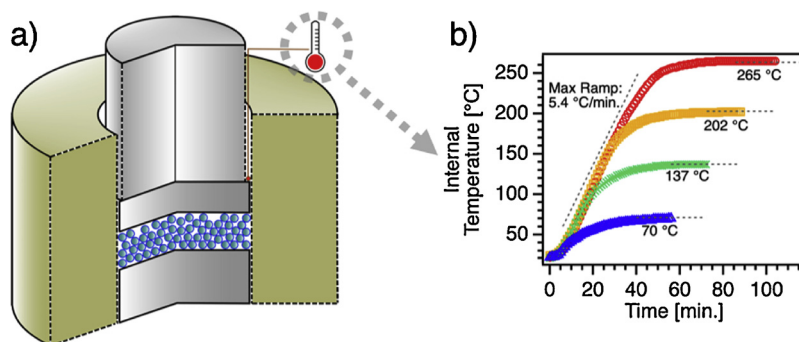 a)
b)
Internal
Temperature [°C]
250
200
150
100
50
Max Ramp:
5.4 °C/min.
265 °C
202 °C
137 °C
70 °C
0
20
40
60
80
100
Time [min.]